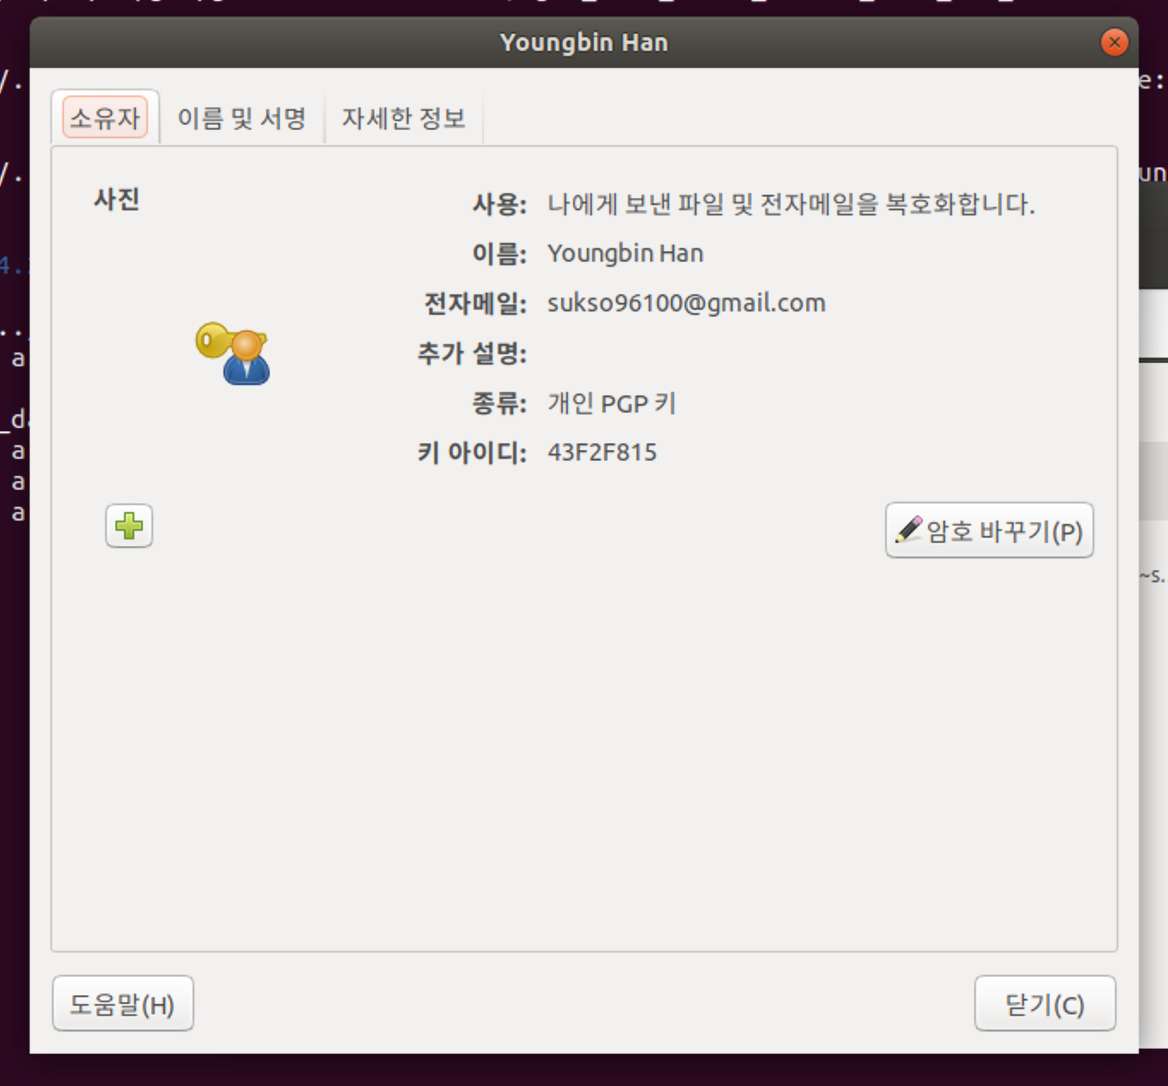 Youngbin Han
소유자 이름 및 서명 자세한 정보
사진
사용: 나에게 보낸 파일 및 전자메일을 복호화합니다.
이름: Youngbin Han
전자메일: sukso96100@gmail.com
추가 설명:
종류: 개인 PGP 키
키 아이디: 43F2F815
암호 바꾸기(P)
도움말(H) 닫기(C)